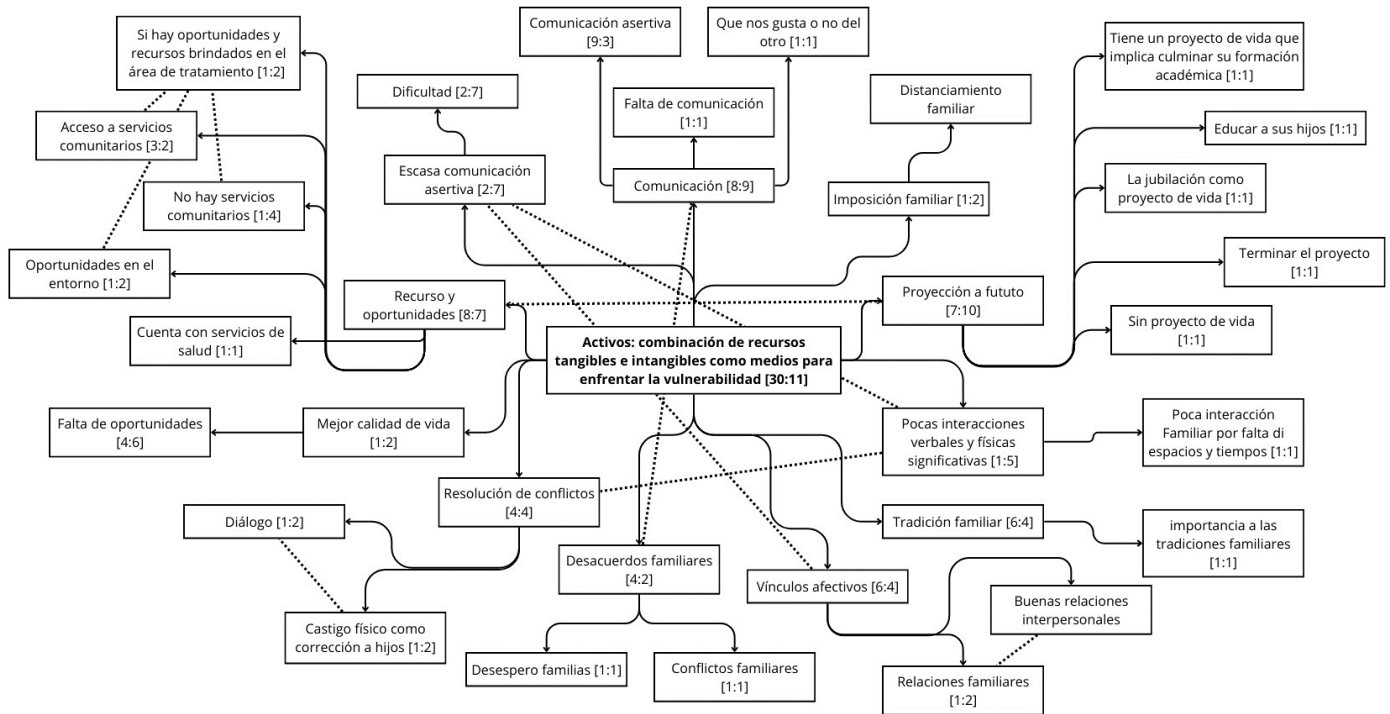 Si hay oportunidades y
recursos brindados en el
área de tratamiento [1:2]
Acceso a servicios
comunitarios [3:2]
No hay servicios
comunitarios [1:4]
Oportunidades en el
entorno [1:2]
Cuenta con servicios de
salud [1:1]
Recurso y
oportunidades [8:7]
Dificultad [2:7]
Escasa comunicación
asertiva [2:7]
Comunicación asertiva
[9:3]
Que nos gusta o no del
otro [1:1]
Falta de comunicación
[1:1]
Comunicación [8:9]
Distanciamiento
familiar
Imposición familiar [1:2]
Tiene un proyecto de vida que
implica culminar su formación
académica [1:1]
Educar a sus hijos [1:1]
La jubilación como
proyecto de vida [1:1]
Terminar el proyecto
[1:1]
Sin proyecto de vida
[1:1]
Proyección a fututo
[7:10]
Activos: combinación de recursos
tangibles e intangibles como medios para
enfrentar la vulnerabilidad [30:11]
Falta de oportunidades
[4:6]
Mejor calidad de vida
[1:2]
Resolución de conflictos
[4:4]
Diálogo [1:2]
Castigo físico como
corrección a hijos [1:2]
Desacuerdos familiares
[4:2]
Desespero familias [1:1]
Conflictos familiares
[1:1]
Vínculos afectivos [6:4]
Pocas interacciones
verbales y físicas
significativas [1:5]
Poca interacción
Familiar por falta di
espacios y tiempos [1:1]
Tradición familiar [6:4]
importancia a las
tradiciones familiares
[1:1]
Buenas relaciones
interpersonales
Relaciones familiares
[1:2]